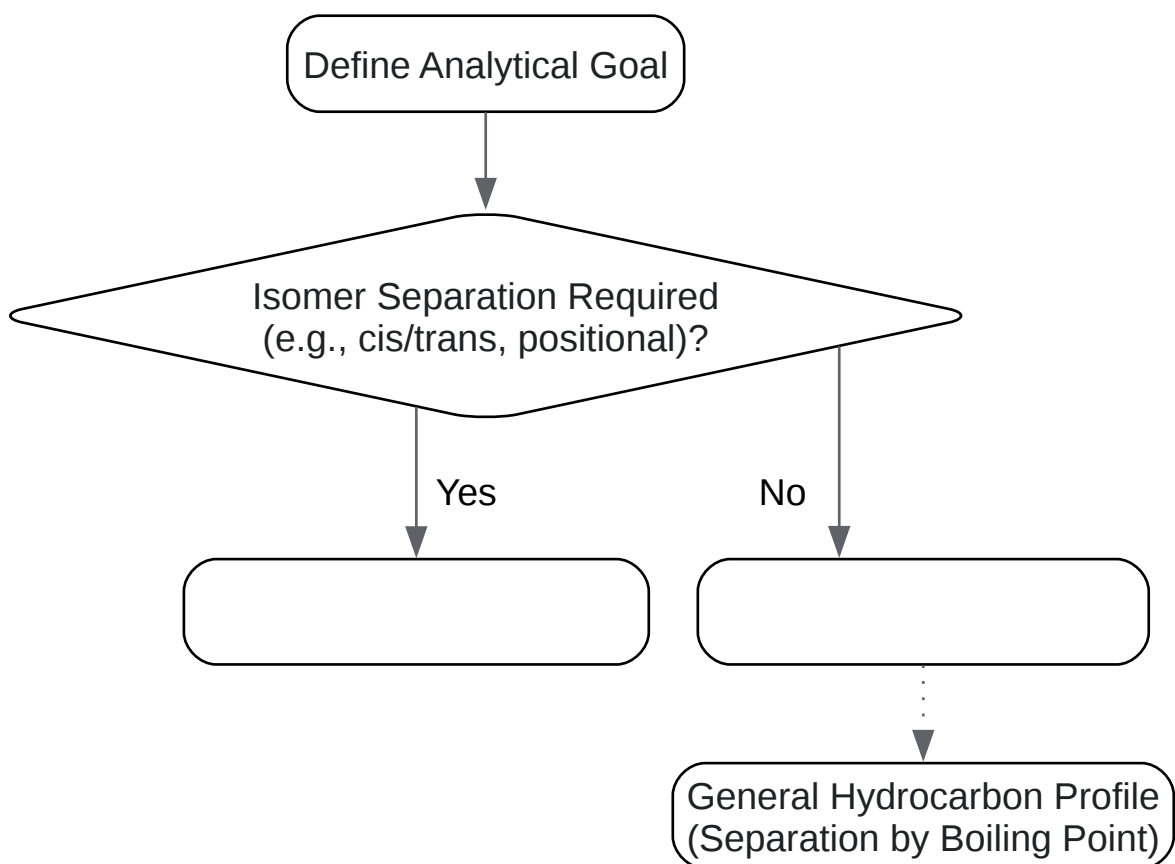 Define Analytical Goal
Isomer Separation Required
(e.g., cis/trans, positional)?
Yes
No
General Hydrocarbon Profile
(Separation by Boiling Point)